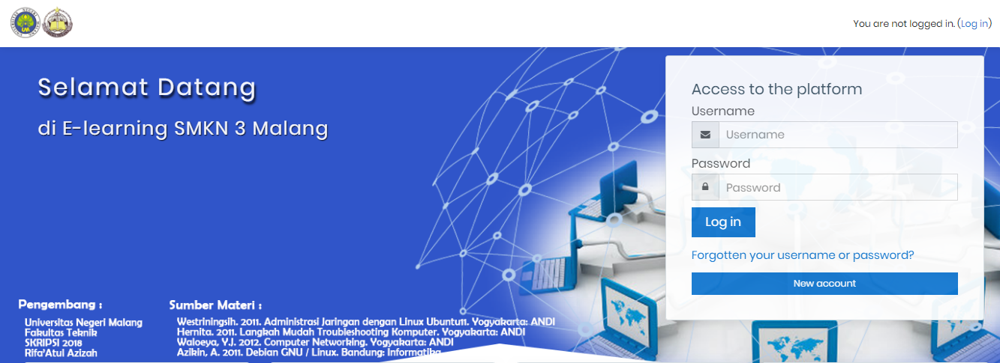 You are not logged in. (Log in)
Selamat Datang
di E-learning SMKN 3 Malang
Access to the platform
Username
Username
Password
Password
Log in
Forgotten your username or password?
New account
Pengembang :
Universitas Negeri Malang
Fakultas Teknik
SKRIPSI 2018
Rifa'Atul Azizah
Sumber Materi :
Westriningsih. 2011. Administrasi Jaringan dengan Linux Ubuntu11. Yogyakarta: ANDI
Hernita. 2011. Langkah Mudah Troubleshooting Komputer. Yogyakarta: ANDI
Waloeya, Y.J. 2012. Computer Networking. Yogyakarta: ANDI
Azikin, A. 2011. Debian GNU / Linux. Bandung: Informatika